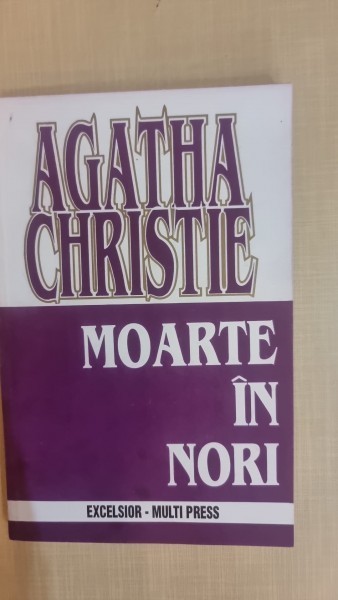 AGATHA
CHRISTIE
MOARTE
ÎN
NORI
EXCELSIOR - MULTI PRESS